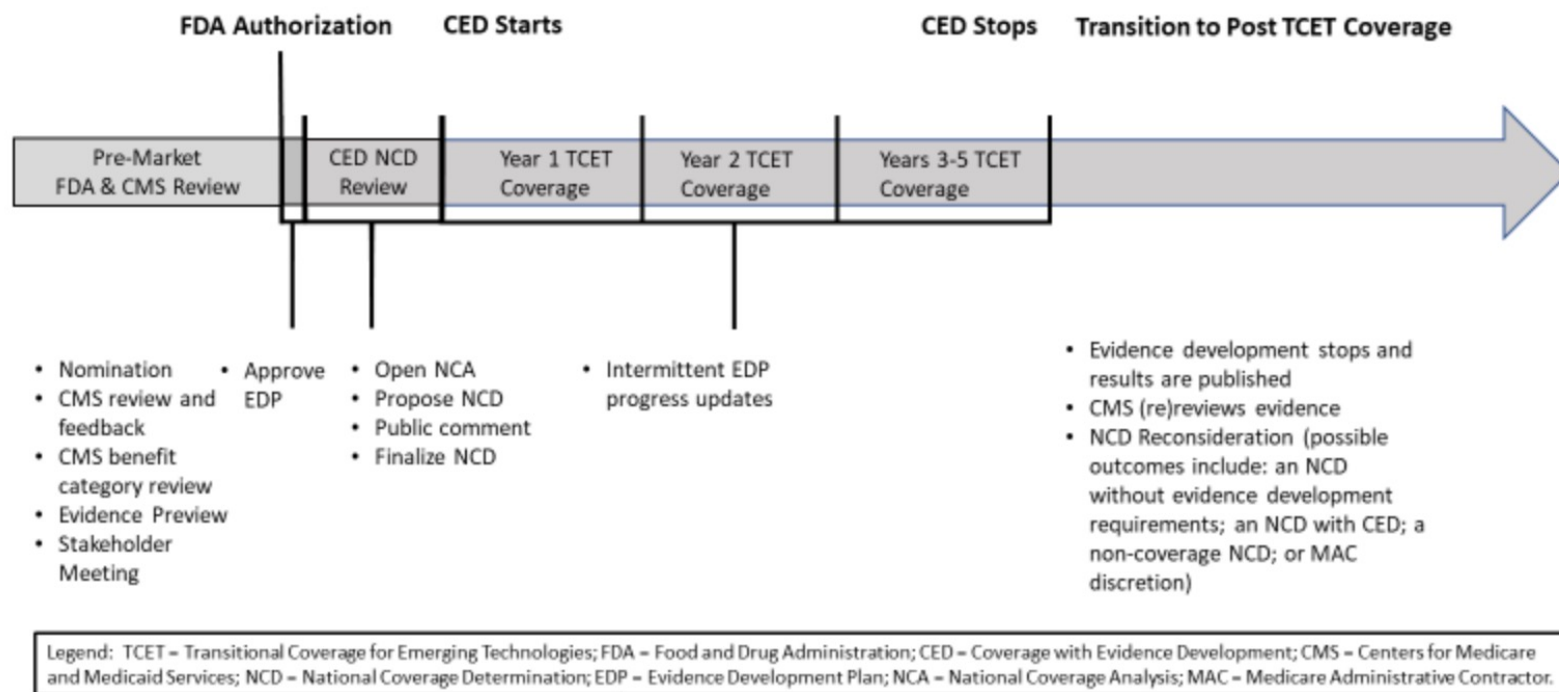 FDA Authorization
CED Starts
CED Stops
Transition to Post TCET Coverage
Pre-Market
FDA & CMS Review
CED NCD
Review
Year 1 TCET
Coverage
Year 2 TCET
Coverage
Years 3-5 TCET
Coverage
• Nomination
• CMS review and
feedback
• CMS benefit
category review
• Evidence Preview
• Stakeholder
Meeting
• Approve
EDP
• Open NCA
• Propose NCD
• Public comment
• Finalize NCD
• Intermittent EDP
progress updates
• Evidence development stops and
results are published
• CMS (re)reviews evidence
• NCD Reconsideration (possible
outcomes include: an NCD
without evidence development
requirements; an NCD with CED; a
non-coverage NCD; or MAC
discretion)
Legend: TCET – Transitional Coverage for Emerging Technologies; FDA – Food and Drug Administration; CED – Coverage with Evidence Development; CMS – Centers for Medicare
and Medicaid Services; NCD – National Coverage Determination; EDP – Evidence Development Plan; NCA – National Coverage Analysis; MAC – Medicare Administrative Contractor.